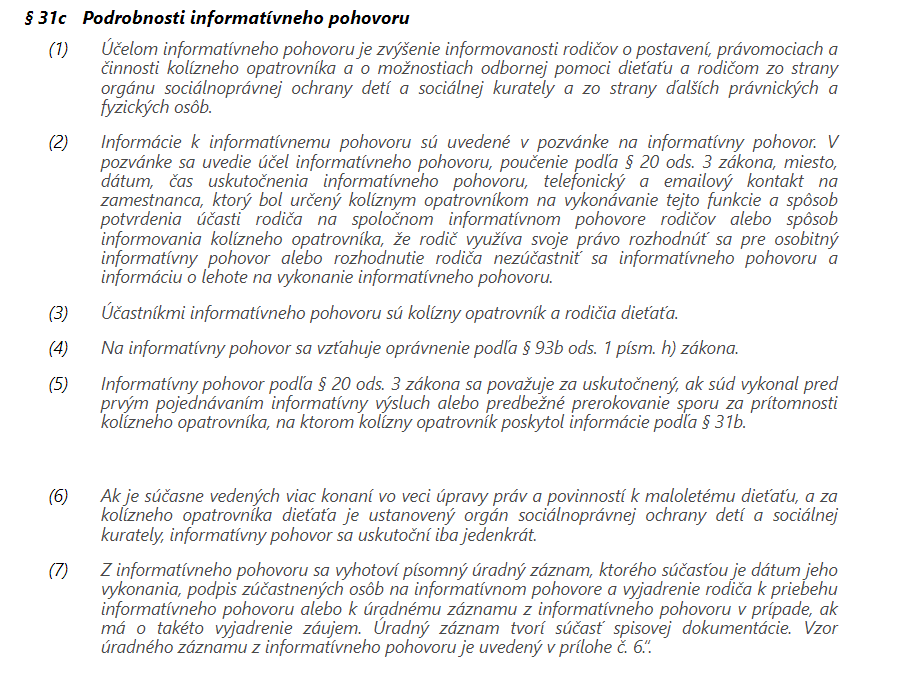 § 31c Podrobnosti informatívneho pohovoru
(1) Účelom informatívneho pohovoru je zvýšenie informovanosti rodičov o postavení, právomociach a
činnosti kolízneho opatrovníka a o možnostiach odbornej pomoci dieťaťu a rodičom zo strany
orgánu sociálnoprávnej ochrany detí a sociálnej kurately a zo strany ďalších právnických a
fyzických osôb.
(2) Informácie k informatívnemu pohovoru sú uvedené v pozvánke na informatívny pohovor. V
pozvánke sa uvedie účel informatívneho pohovoru, poučenie podľa § 20 ods. 3 zákona, miesto,
dátum, čas uskutočnenia informatívneho pohovoru, telefonický a emailový kontakt na
zamestnanca, ktorý bol určený kolíznym opatrovníkom na vykonávanie tejto funkcie a spôsob
potvrdenia účasti rodiča na spoločnom informatívnom pohovore rodičov alebo spôsob
informovania kolízneho opatrovníka, že rodič využíva svoje právo rozhodnúť sa pre osobitný
informatívny pohovor alebo rozhodnutie rodiča nezúčastniť sa informatívneho pohovoru a
informáciu o lehote na vykonanie informatívneho pohovoru.
(3) Účastníkmi informatívneho pohovoru sú kolízny opatrovník a rodičia dieťaťa.
(4) Na informatívny pohovor sa vzťahuje oprávnenie podľa § 93b ods. 1 písm. h) zákona.
(5) Informatívny pohovor podľa § 20 ods. 3 zákona sa považuje za uskutočnený, ak súd vykonal pred
prvým pojednávaním informatívny výsluch alebo predbežné prerokovanie sporu za prítomnosti
kolízneho opatrovníka, na ktorom kolízny opatrovník poskytol informácie podľa § 31b.
(6) Ak je súčasne vedených viac konaní vo veci úpravy práv a povinností k maloletému dieťaťu, a za
kolízneho opatrovníka dieťaťa je ustanovený orgán sociálnoprávnej ochrany detí a sociálnej
kurately, informatívny pohovor sa uskutoční iba jedenkrát.
(7) Z informatívneho pohovoru sa vyhotoví písomný úradný záznam, ktorého súčasťou je dátum jeho
vykonania, podpis zúčastnených osôb na informatívnom pohovore a vyjadrenie rodiča k priebehu
informatívneho pohovoru alebo k úradnému záznamu z informatívneho pohovoru v prípade, ak
má o takéto vyjadrenie záujem. Úradný záznam tvorí súčasť spisovej dokumentácie. Vzor
úradného záznamu z informatívneho pohovoru je uvedený v prílohe č. 6.“.